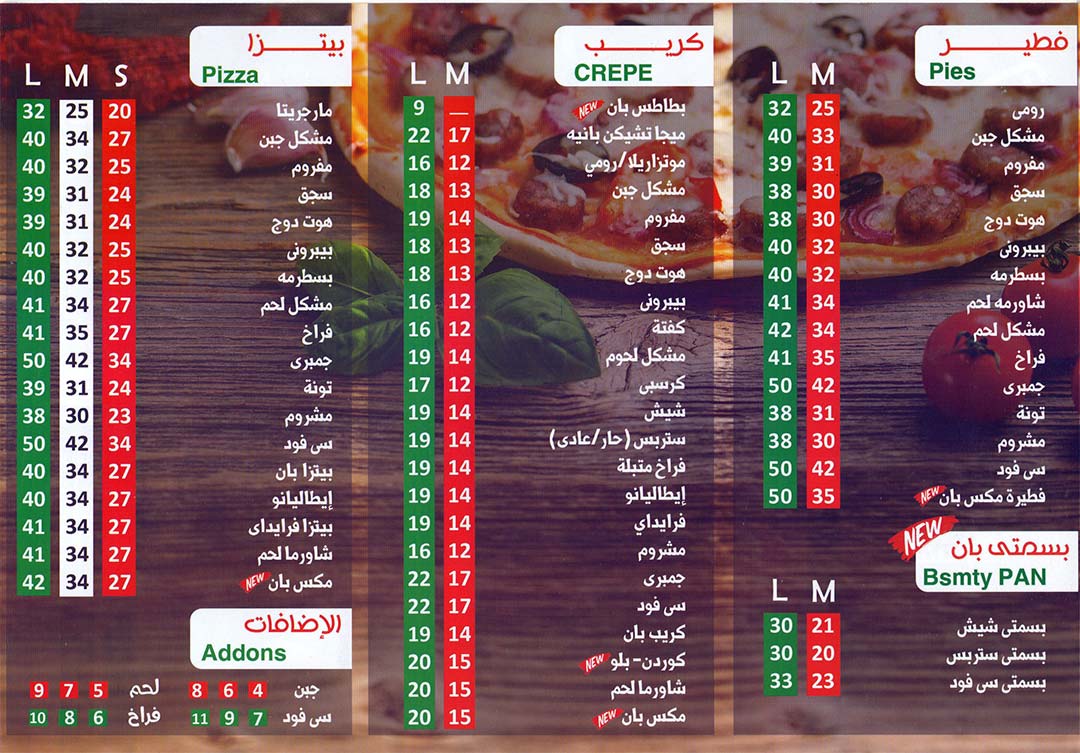 فطير
Pies
L M
رومى 25 32
مشكل جبن 33 40
مفروم 31 39
سجق 30 38
هوت دوج 30 38
بيبرونى 32 40
بسطرمه 32 40
شاورمه لحم 34 41
مشكل لحم 34 42
فراخ 35 41
جمبرى 42 50
تونة 31 38
مشروم 30 38
سى فود 42 50
فطيرة مكس بان NEW 35 50
NEW
بسمتى بان
Bsmty PAN
L M
بسمتى شيش 21 30
بسمتى ستربس 20 30
بسمتى سى فود 23 33
كريب
CREPE
L M
بطاطس بان NEW __ 9
ميجا تشيكن بانيه 17 22
موتزاريلا/رومي 12 16
مشكل جبن 13 18
مفروم 14 19
سجق 13 18
هوت دوج 13 18
بيبرونى 12 16
كفتة 12 16
مشكل لحوم 14 19
كرسبى 12 17
شيش 14 19
ستربس (حار/عادى) 14 19
فراخ متبلة 14 19
إيطاليانو 14 19
فرايداي 14 19
مشروم 12 16
جمبرى 17 22
سى فود 17 22
كريب بان 14 19
كوردن- بلو NEW 15 20
شاورما لحم 15 20
مكس بان NEW 15 20
بيتزا
Pizza
L M S
مارجريتا 20 25 32
مشكل جبن 27 34 40
مفروم 25 32 40
سجق 24 31 39
هوت دوج 24 31 39
بيبرونى 25 32 40
بسطرمه 25 32 40
مشكل لحم 27 34 41
فراخ 27 35 41
جمبرى 34 42 50
تونة 24 31 39
مشروم 23 30 38
سى فود 34 42 50
بيتزا بان 27 34 40
إيطاليانو 27 34 40
بيتزا فرايداى 27 34 41
شاورما لحم 27 34 41
مكس بان NEW 27 34 42
الإضافات
Addons
جبن 4 6 8 لحم 5 7 9
سى فود 7 9 11 فراخ 6 8 10